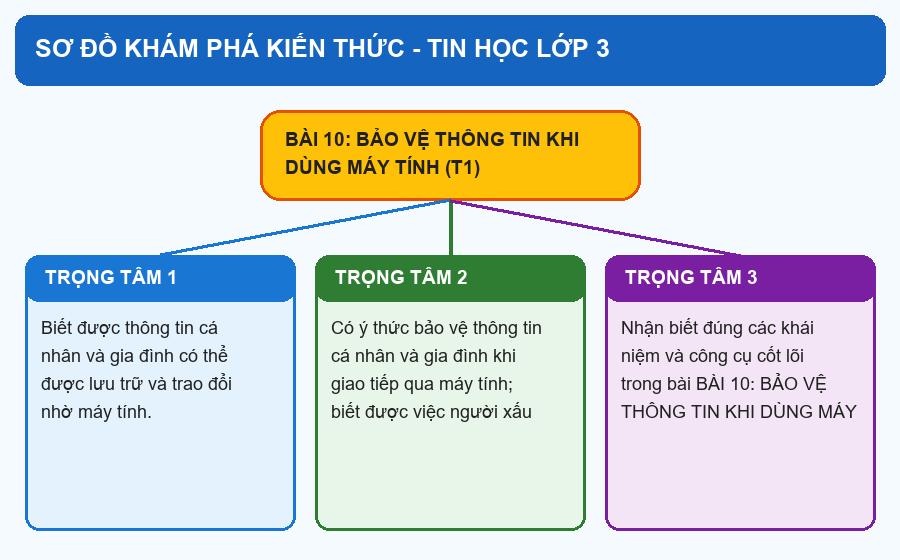 SƠ ĐỒ KHÁM PHÁ KIẾN THỨC - TIN HỌC LỚP 3
BÀI 10: BẢO VỆ THÔNG TIN KHI
DÙNG MÁY TÍNH (T1)
TRỌNG TÂM 1
Biết được thông tin cá
nhân và gia đình có thể
được lưu trữ và trao đổi
nhờ máy tính.
TRỌNG TÂM 2
Có ý thức bảo vệ thông tin
cá nhân và gia đình khi
giao tiếp qua máy tính;
biết được việc người xấu
TRỌNG TÂM 3
Nhận biết đúng các khái
niệm và công cụ cốt lõi
trong bài BÀI 10: BẢO VỆ
THÔNG TIN KHI DÙNG MÁY